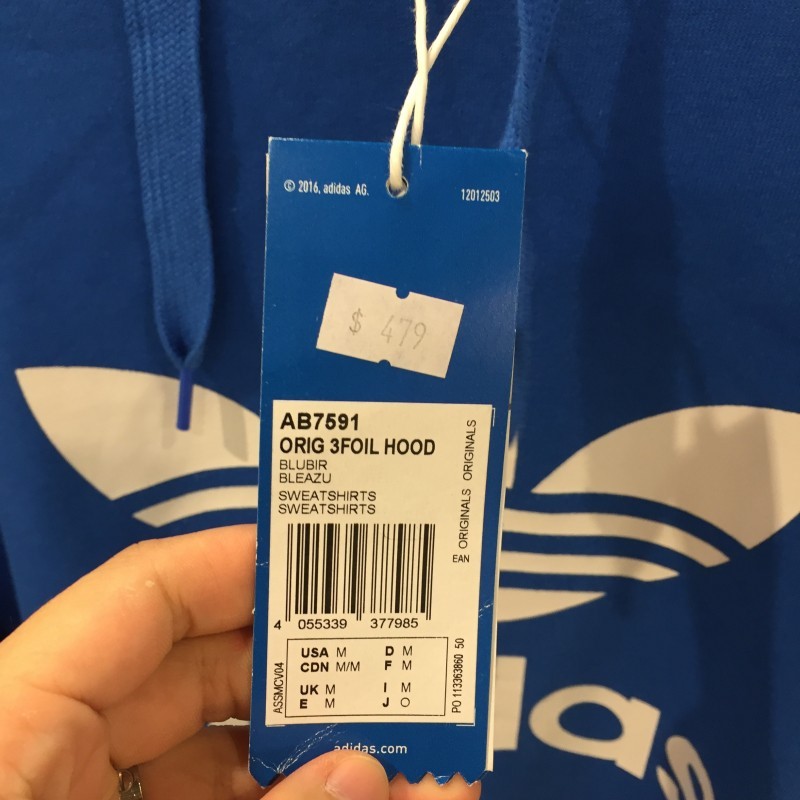 © 2016, adidas AG.
12012503
$ 479
AB7591
ORIG 3FOIL HOOD
BLUBIR
BLEAZU
SWEATSHIRTS
SWEATSHIRTS
ORIGINALS ORIGINALS
EAN
4 055339 377985
USA M D M
CDN M/M F M
UK M I M
E M J O
ASSMCV04
PO 113363860 50
adidas.com
das